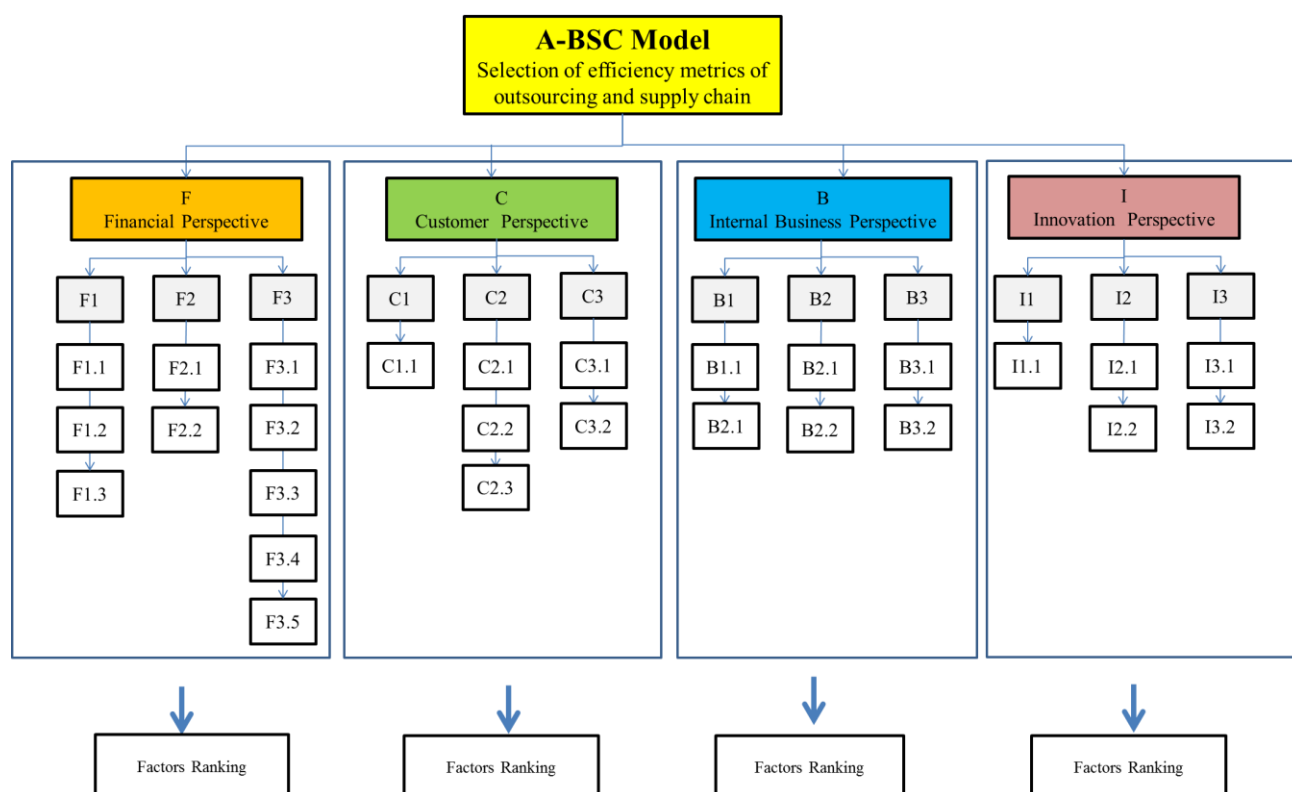 A-BSC Model
Selection of efficiency metrics of
outsourcing and supply chain
F
Financial Perspective
F1
F2
F3
F1.1
F2.1
F3.1
F1.2
F2.2
F3.2
F1.3
F3.3
F3.4
F3.5
C
Customer Perspective
C1
C2
C3
C1.1
C2.1
C3.1
C2.2
C3.2
C2.3
B
Internal Business Perspective
B1
B2
B3
B1.1
B2.1
B3.1
B2.1
B2.2
B3.2
I
Innovation Perspective
I1
I2
I3
I1.1
I2.1
I3.1
I2.2
I3.2
Factors Ranking
Factors Ranking
Factors Ranking
Factors Ranking